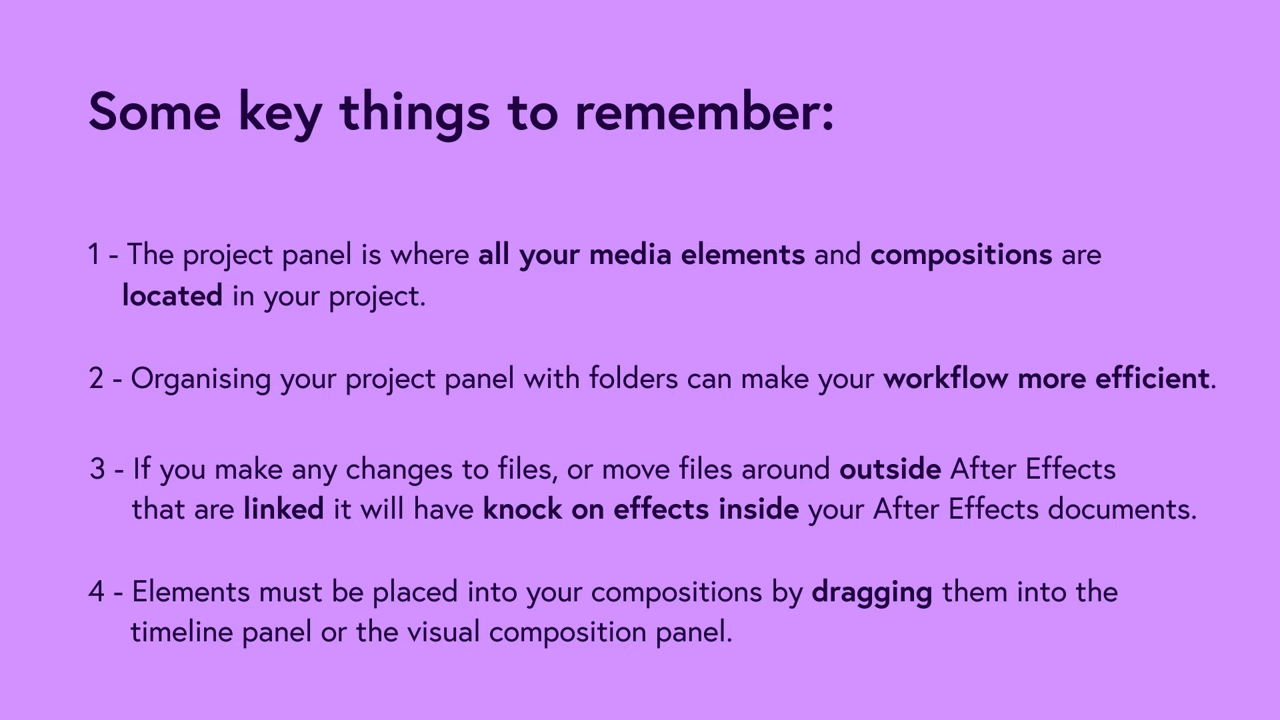 Some key things to remember:
1 - The project panel is where all your media elements and compositions are
located in your project.
2 - Organising your project panel with folders can make your workflow more efficient.
3 - If you make any changes to files, or move files around outside After Effects
that are linked it will have knock on effects inside your After Effects documents.
4 - Elements must be placed into your compositions by dragging them into the
timeline panel or the visual composition panel.